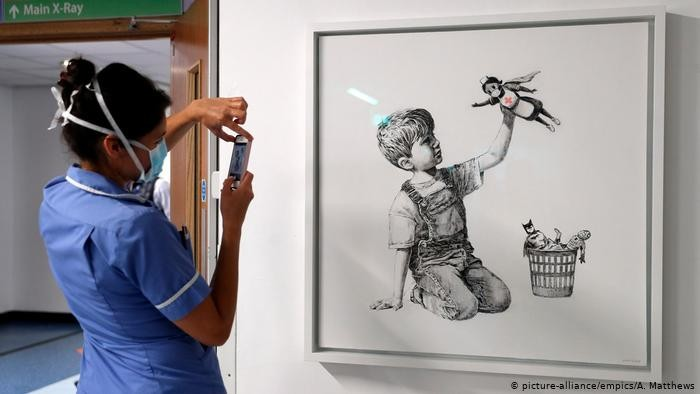 ↑ Main X-Ray
© picture-alliance/empics/A. Matthews